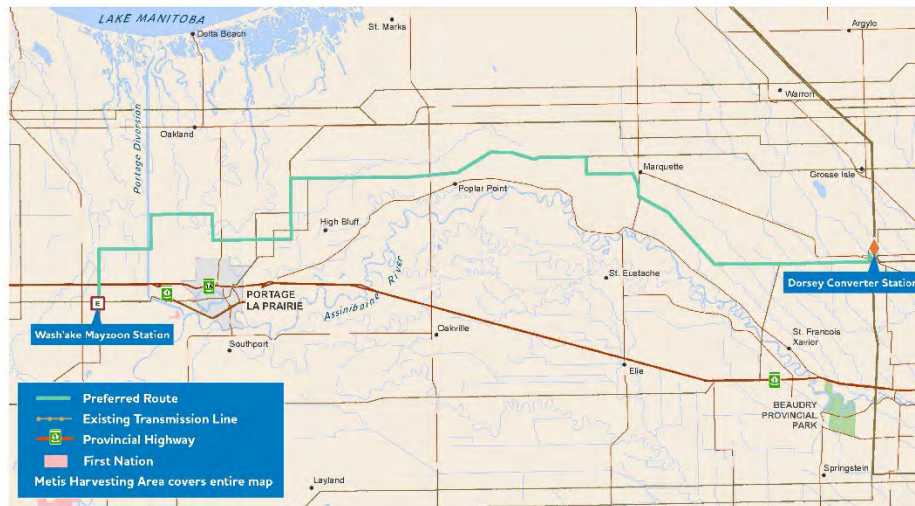 LAKE MANITOBA
Delta Beach
St. Marks
Argyle
Warren
Portage Diversion
Oakland
Marquette
Grosse Isle
Poplar Point
High Bluff
Assiniboine River
St. Eustache
Dorsey Converter Station
E
16
1
PORTAGE
LA PRAIRIE
Wash'ake Mayzoon Station
Southport
Oakville
St. Francois
Xavier
Elie
1
BEAUDRY
PROVINCIAL
PARK
Springstein
Layland
Preferred Route
Existing Transmission Line
Provincial Highway
First Nation
Metis Harvesting Area covers entire map